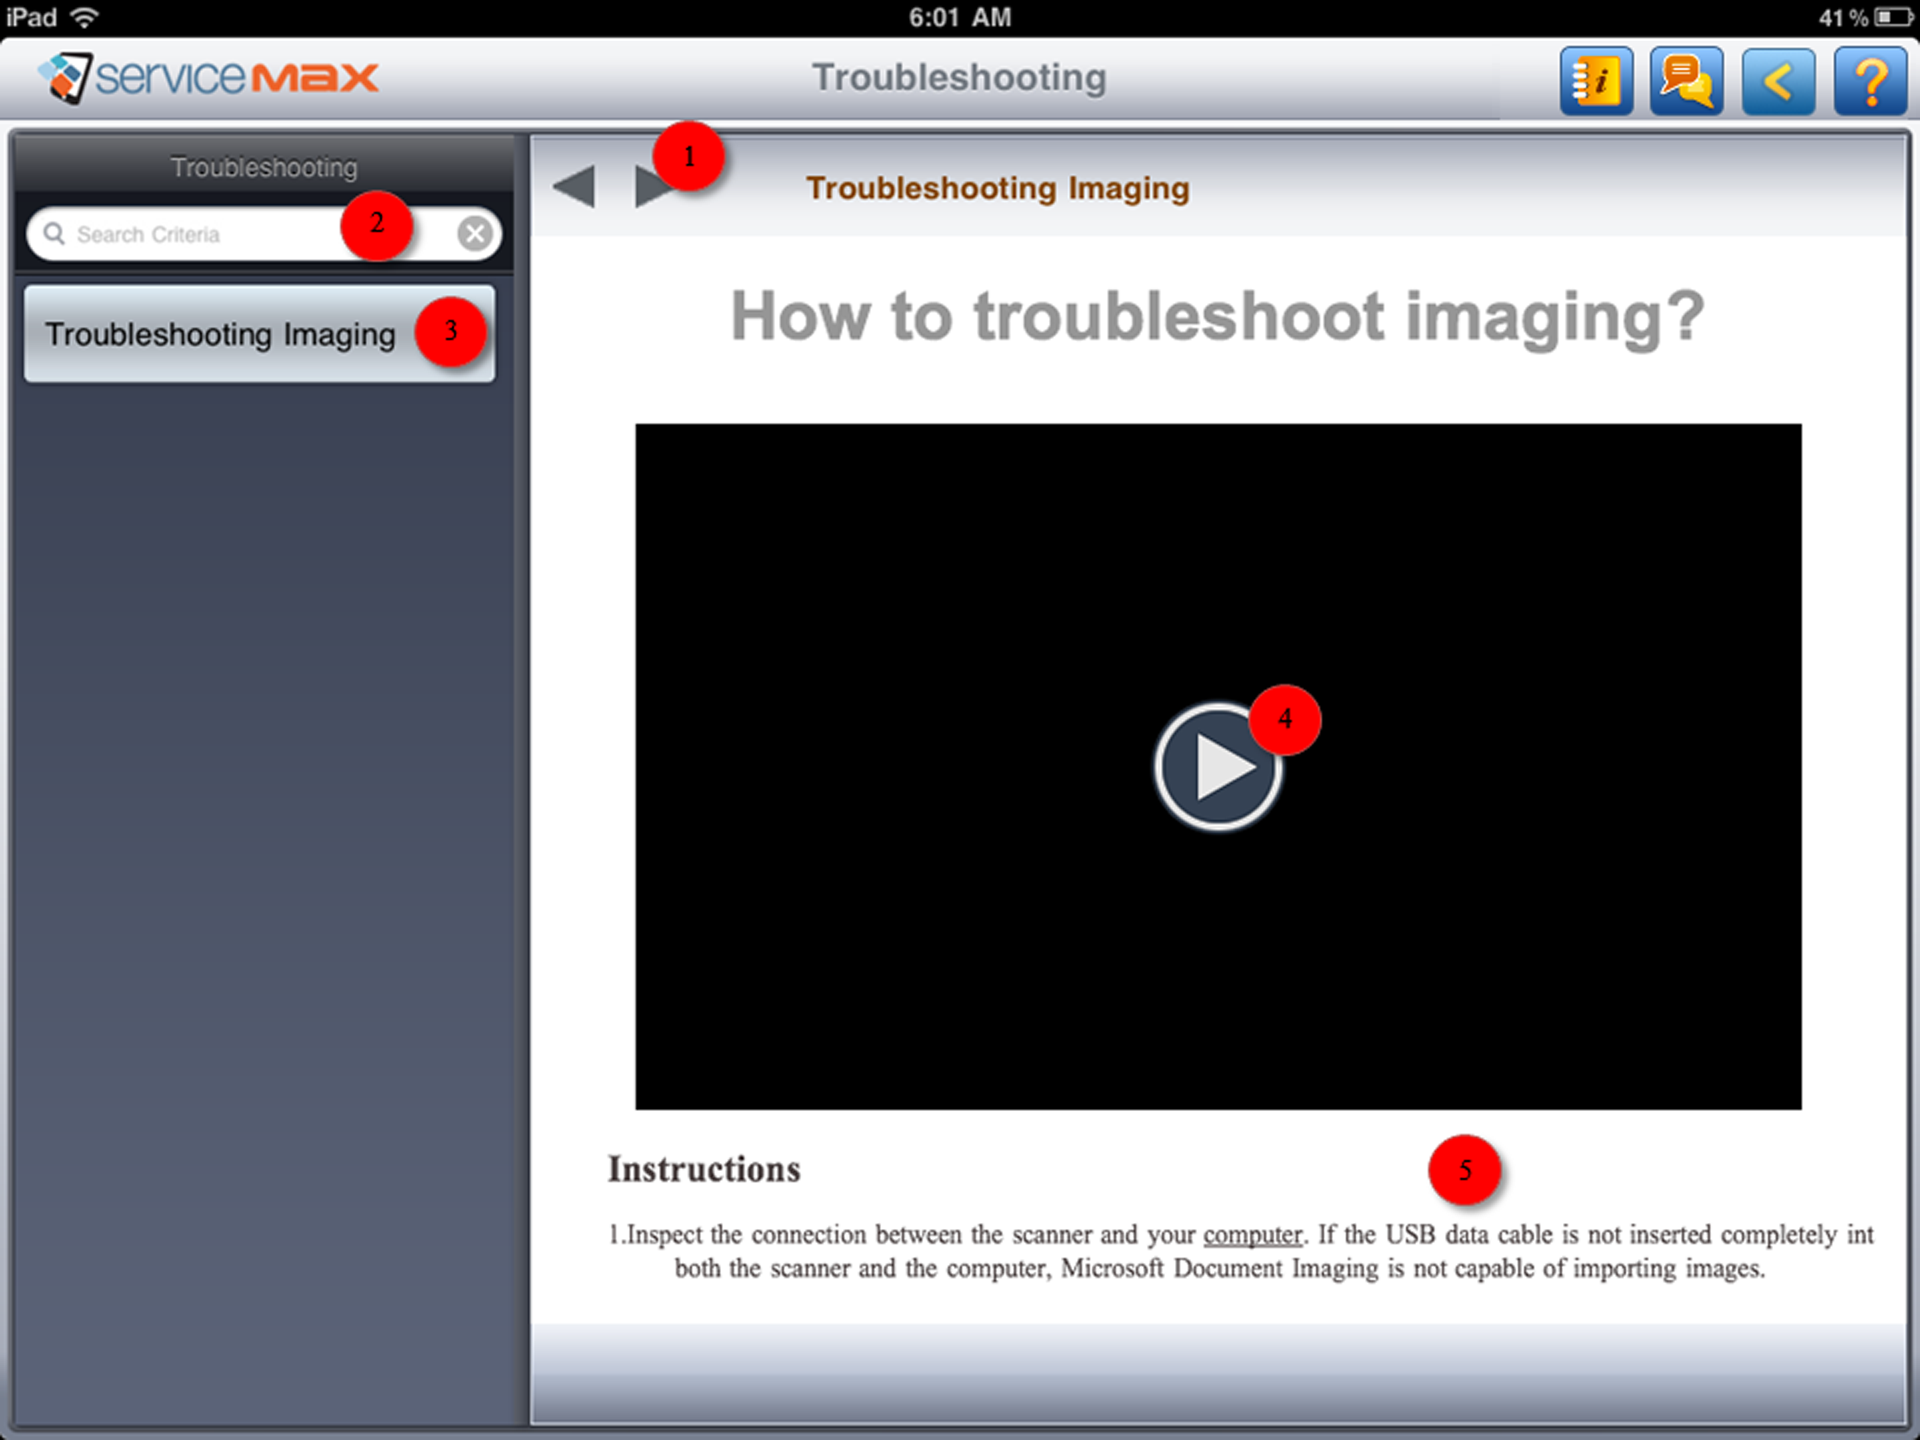 iPad 6:01 AM 41%
serviceMAX Troubleshooting
Troubleshooting
1
Troubleshooting Imaging
2
Search Criteria
Troubleshooting Imaging
3
How to troubleshoot imaging?
4
Instructions
5
1.Inspect the connection between the scanner and your computer. If the USB data cable is not inserted completely int
both the scanner and the computer, Microsoft Document Imaging is not capable of importing images.